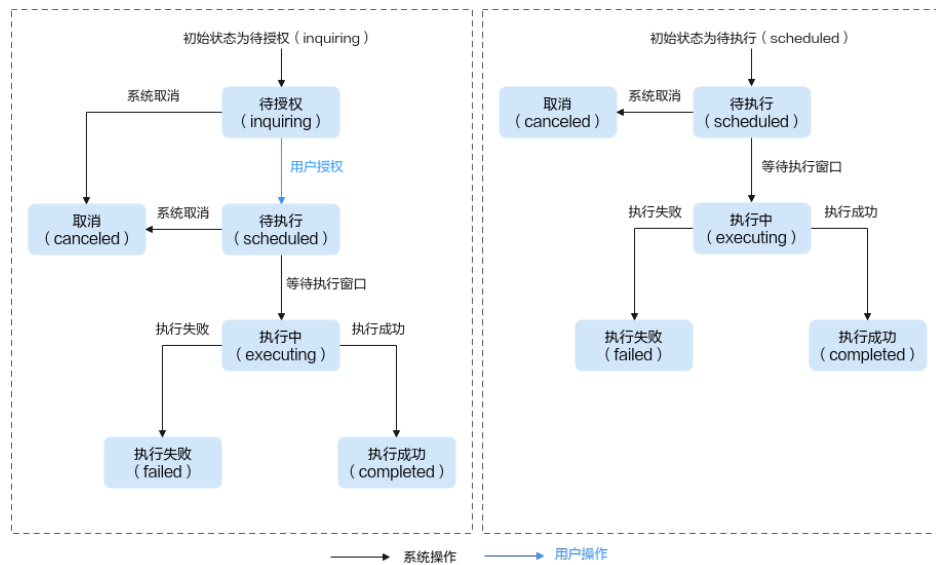 初始状态为待授权（inquiring）
系统取消
待授权
（inquiring）
用户授权
取消
（canceled）
系统取消
待执行
（scheduled）
等待执行窗口
执行失败
执行中
（executing）
执行成功
执行失败
（failed）
执行成功
（completed）
初始状态为待执行（scheduled）
取消
（canceled）
系统取消
待执行
（scheduled）
等待执行窗口
执行失败
执行中
（executing）
执行成功
执行失败
（failed）
执行成功
（completed）
系统操作
用户操作